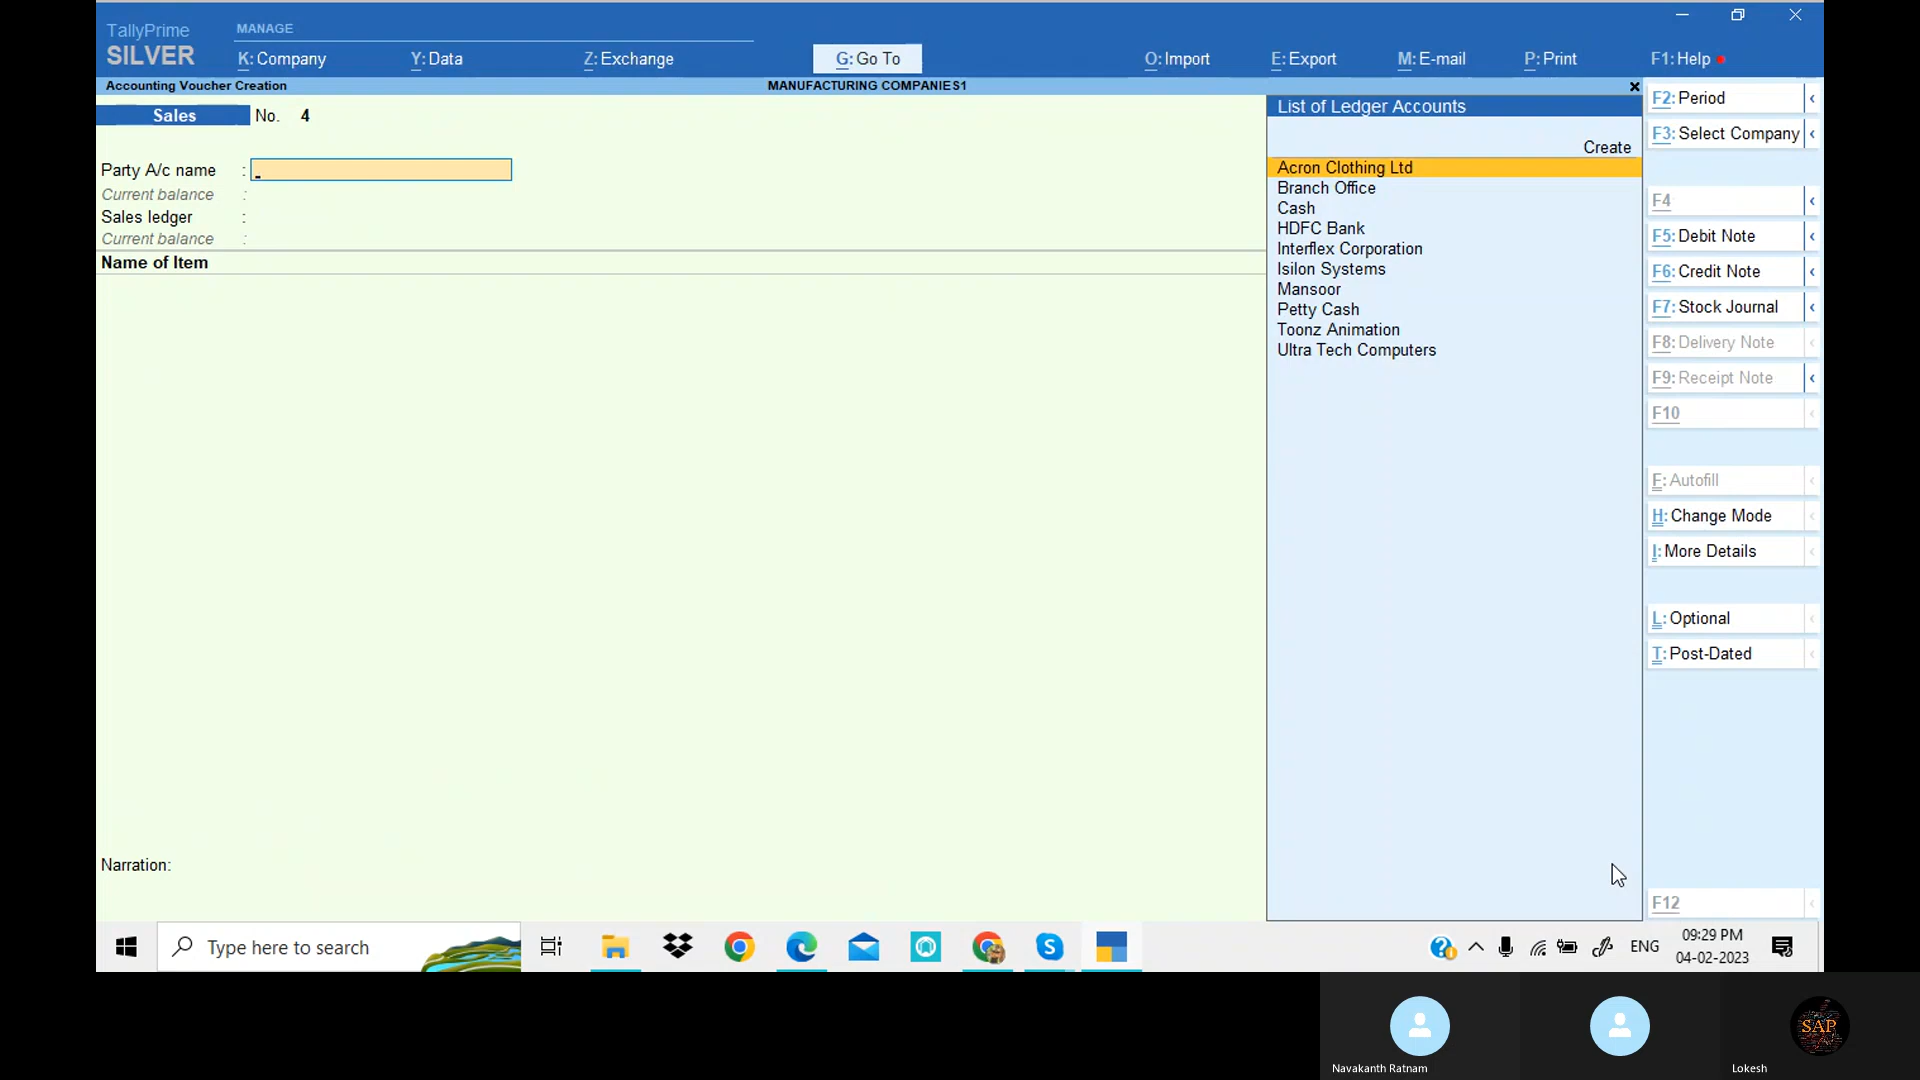 TallyPrime
SILVER
MANAGE
K: Company
Y: Data
Z: Exchange
G: Go To
O: Import
E: Export
M: E-mail
P: Print
F1: Help
Accounting Voucher Creation
MANUFACTURING COMPANIES1
Sales No. 4
Party A/c name :
Current balance :
Sales ledger :
Current balance :
Name of Item
Narration:
List of Ledger Accounts
Create
Acron Clothing Ltd
Branch Office
Cash
HDFC Bank
Interflex Corporation
Isilon Systems
Mansoor
Petty Cash
Toonz Animation
Ultra Tech Computers
F2: Period
F3: Select Company
F4
F5: Debit Note
F6: Credit Note
F7: Stock Journal
F8: Delivery Note
F9: Receipt Note
F10
F: Autofill
H: Change Mode
I: More Details
L: Optional
T: Post-Dated
F12
Type here to search
ENG
09:29 PM
04-02-2023
Navakanth Ratnam
SAP
Lokesh